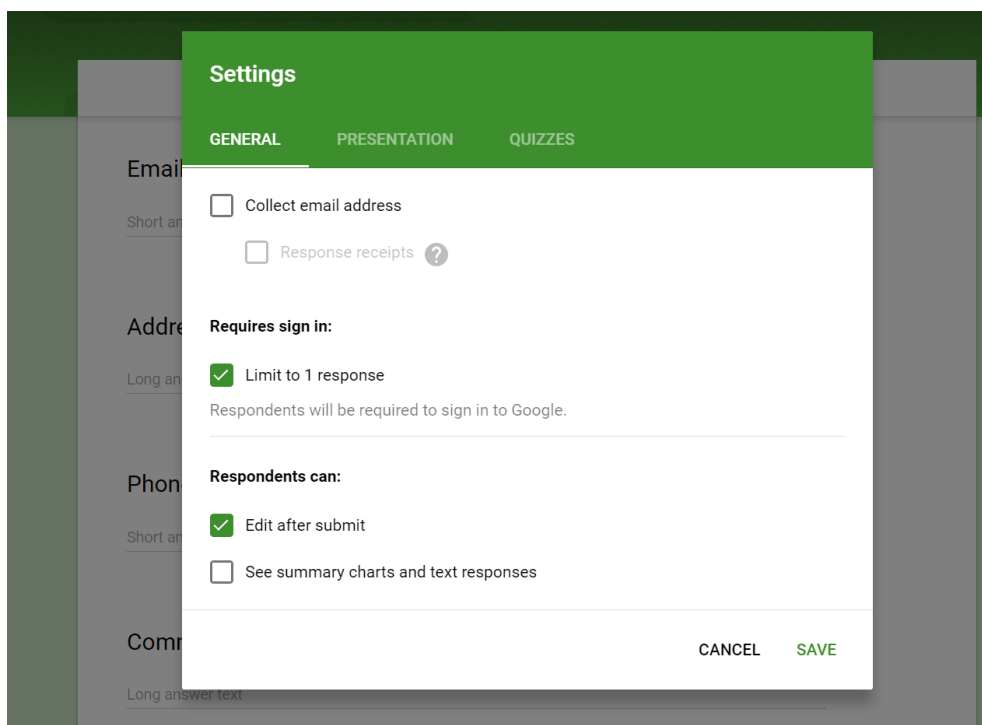 Settings
GENERAL PRESENTATION QUIZZES
Email
Collect email address
Short an
Response receipts ?
Addre
Requires sign in:
Long an
Limit to 1 response
Respondents will be required to sign in to Google.
Phon
Respondents can:
Short an
Edit after submit
See summary charts and text responses
Comm
CANCEL SAVE
Long answer text